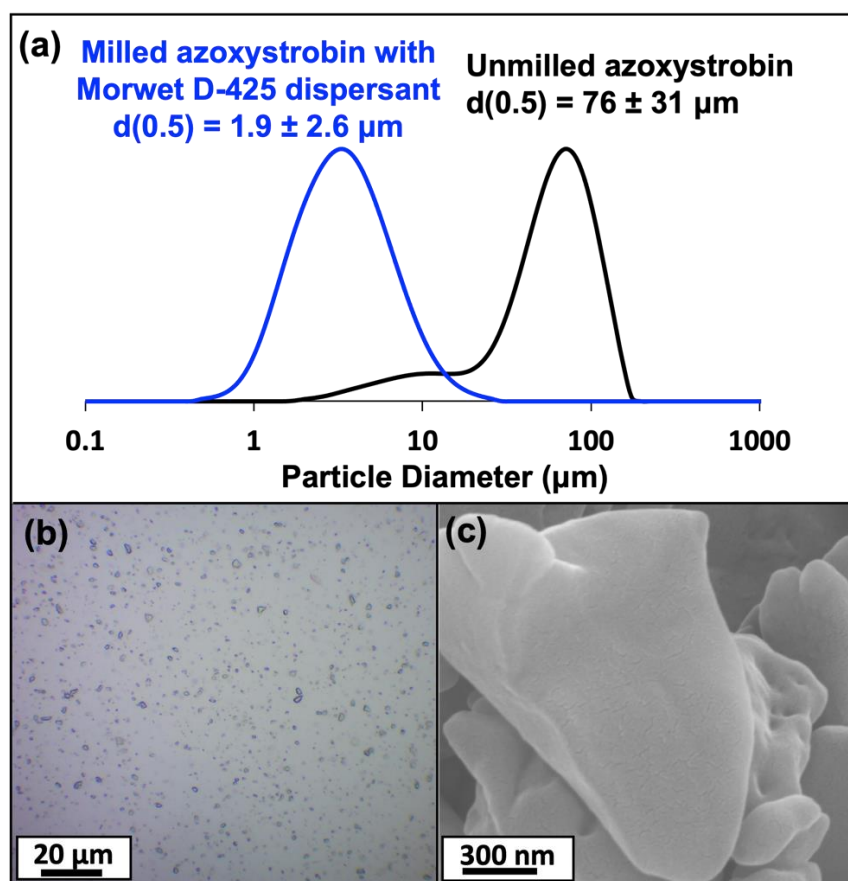 (a)
Milled azoxystrobin with
Morwet D-425 dispersant
d(0.5) = 1.9 ± 2.6 µm
Unmilled azoxystrobin
d(0.5) = 76 ± 31 µm
0.1 1 10 100 1000
Particle Diameter (µm)
(b)
20 µm
(c)
300 nm